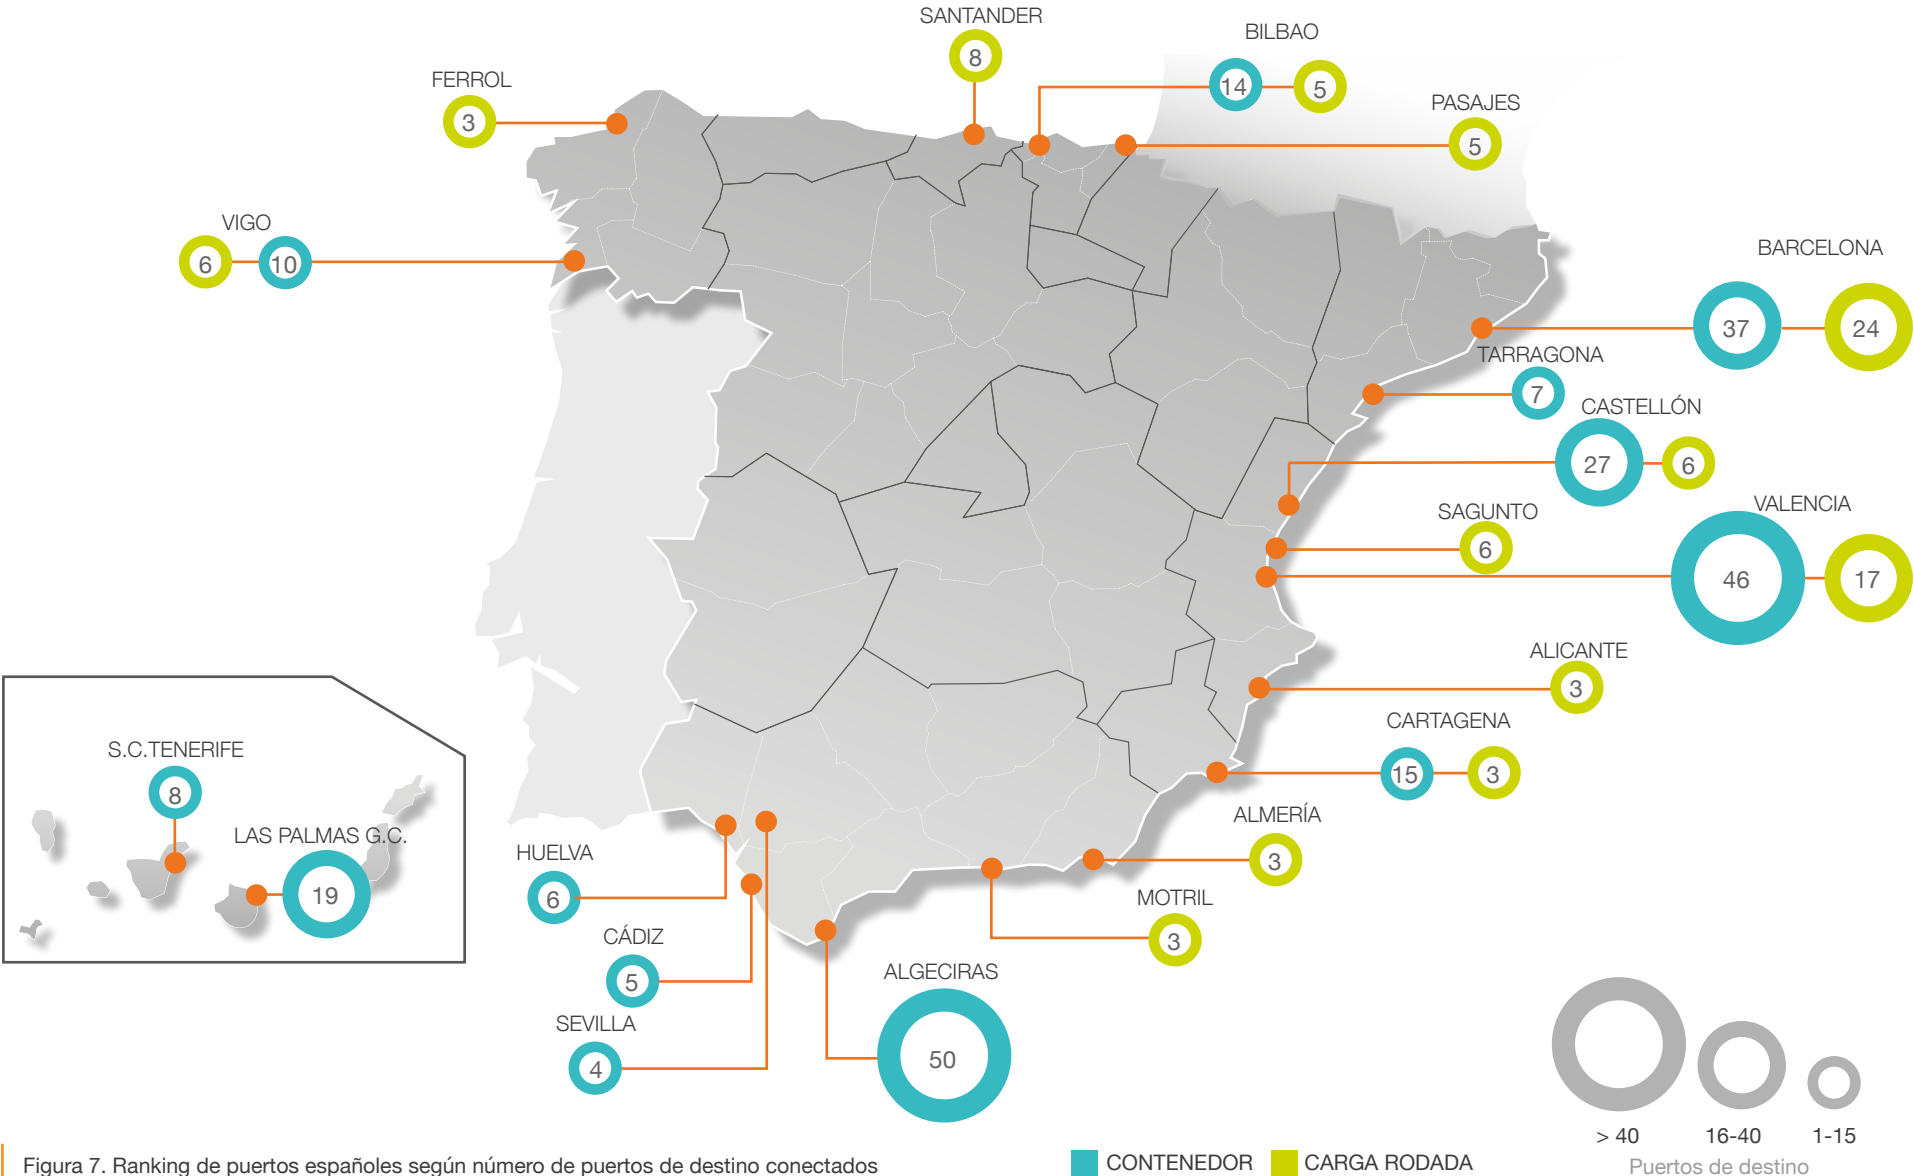 SANTANDER
8
BILBAO
14
5
FERROL
3
PASAJES
5
VIGO
6
10
BARCELONA
37
24
TARRAGONA
7
CASTELLÓN
27
6
SAGUNTO
6
VALENCIA
46
17
ALICANTE
3
CARTAGENA
15
3
S.C.TENERIFE
8
LAS PALMAS G.C.
19
ALMERÍA
3
HUELVA
6
MOTRIL
3
CÁDIZ
5
ALGECIRAS
50
SEVILLA
4
> 40
16-40
1-15
Puertos de destino
CONTENEDOR
CARGA RODADA
Figura 7. Ranking de puertos españoles según número de puertos de destino conectados